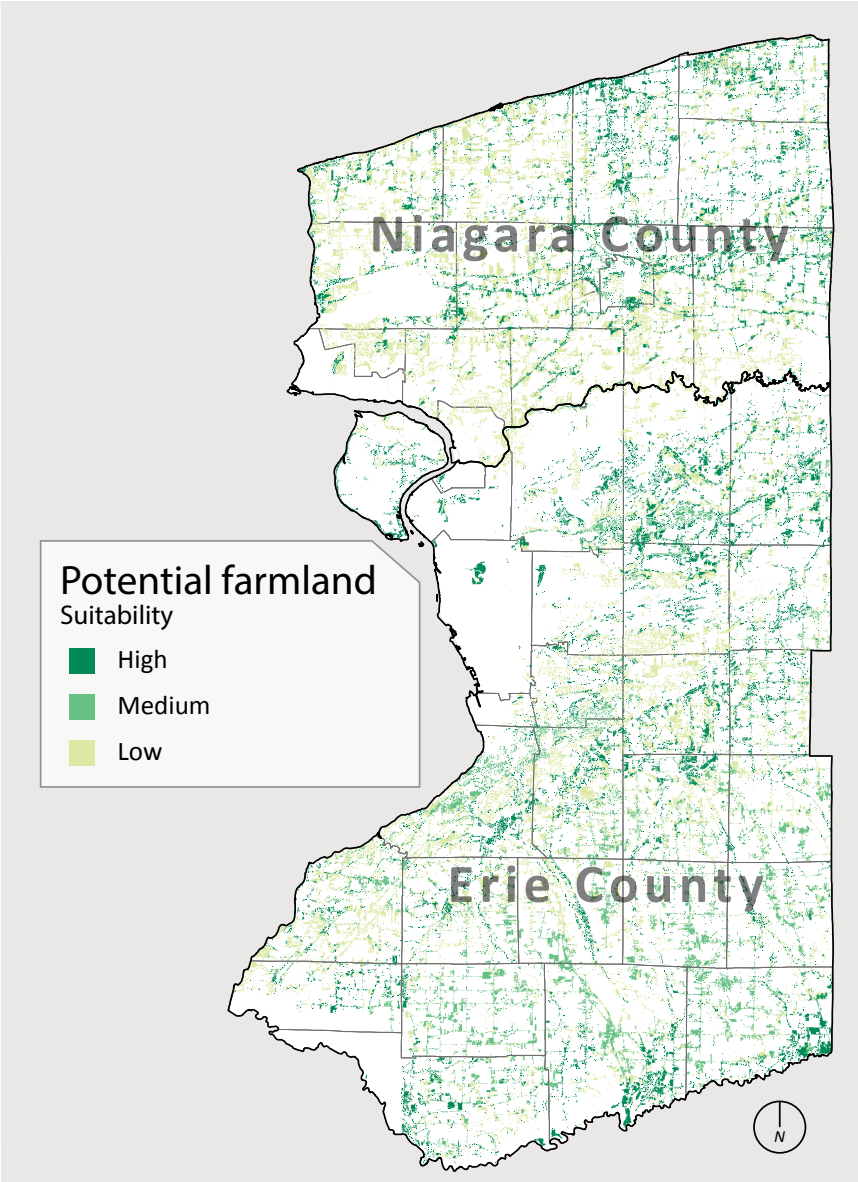 Niagara County
Potential farmland
Suitability
High
Medium
Low
Erie County
N